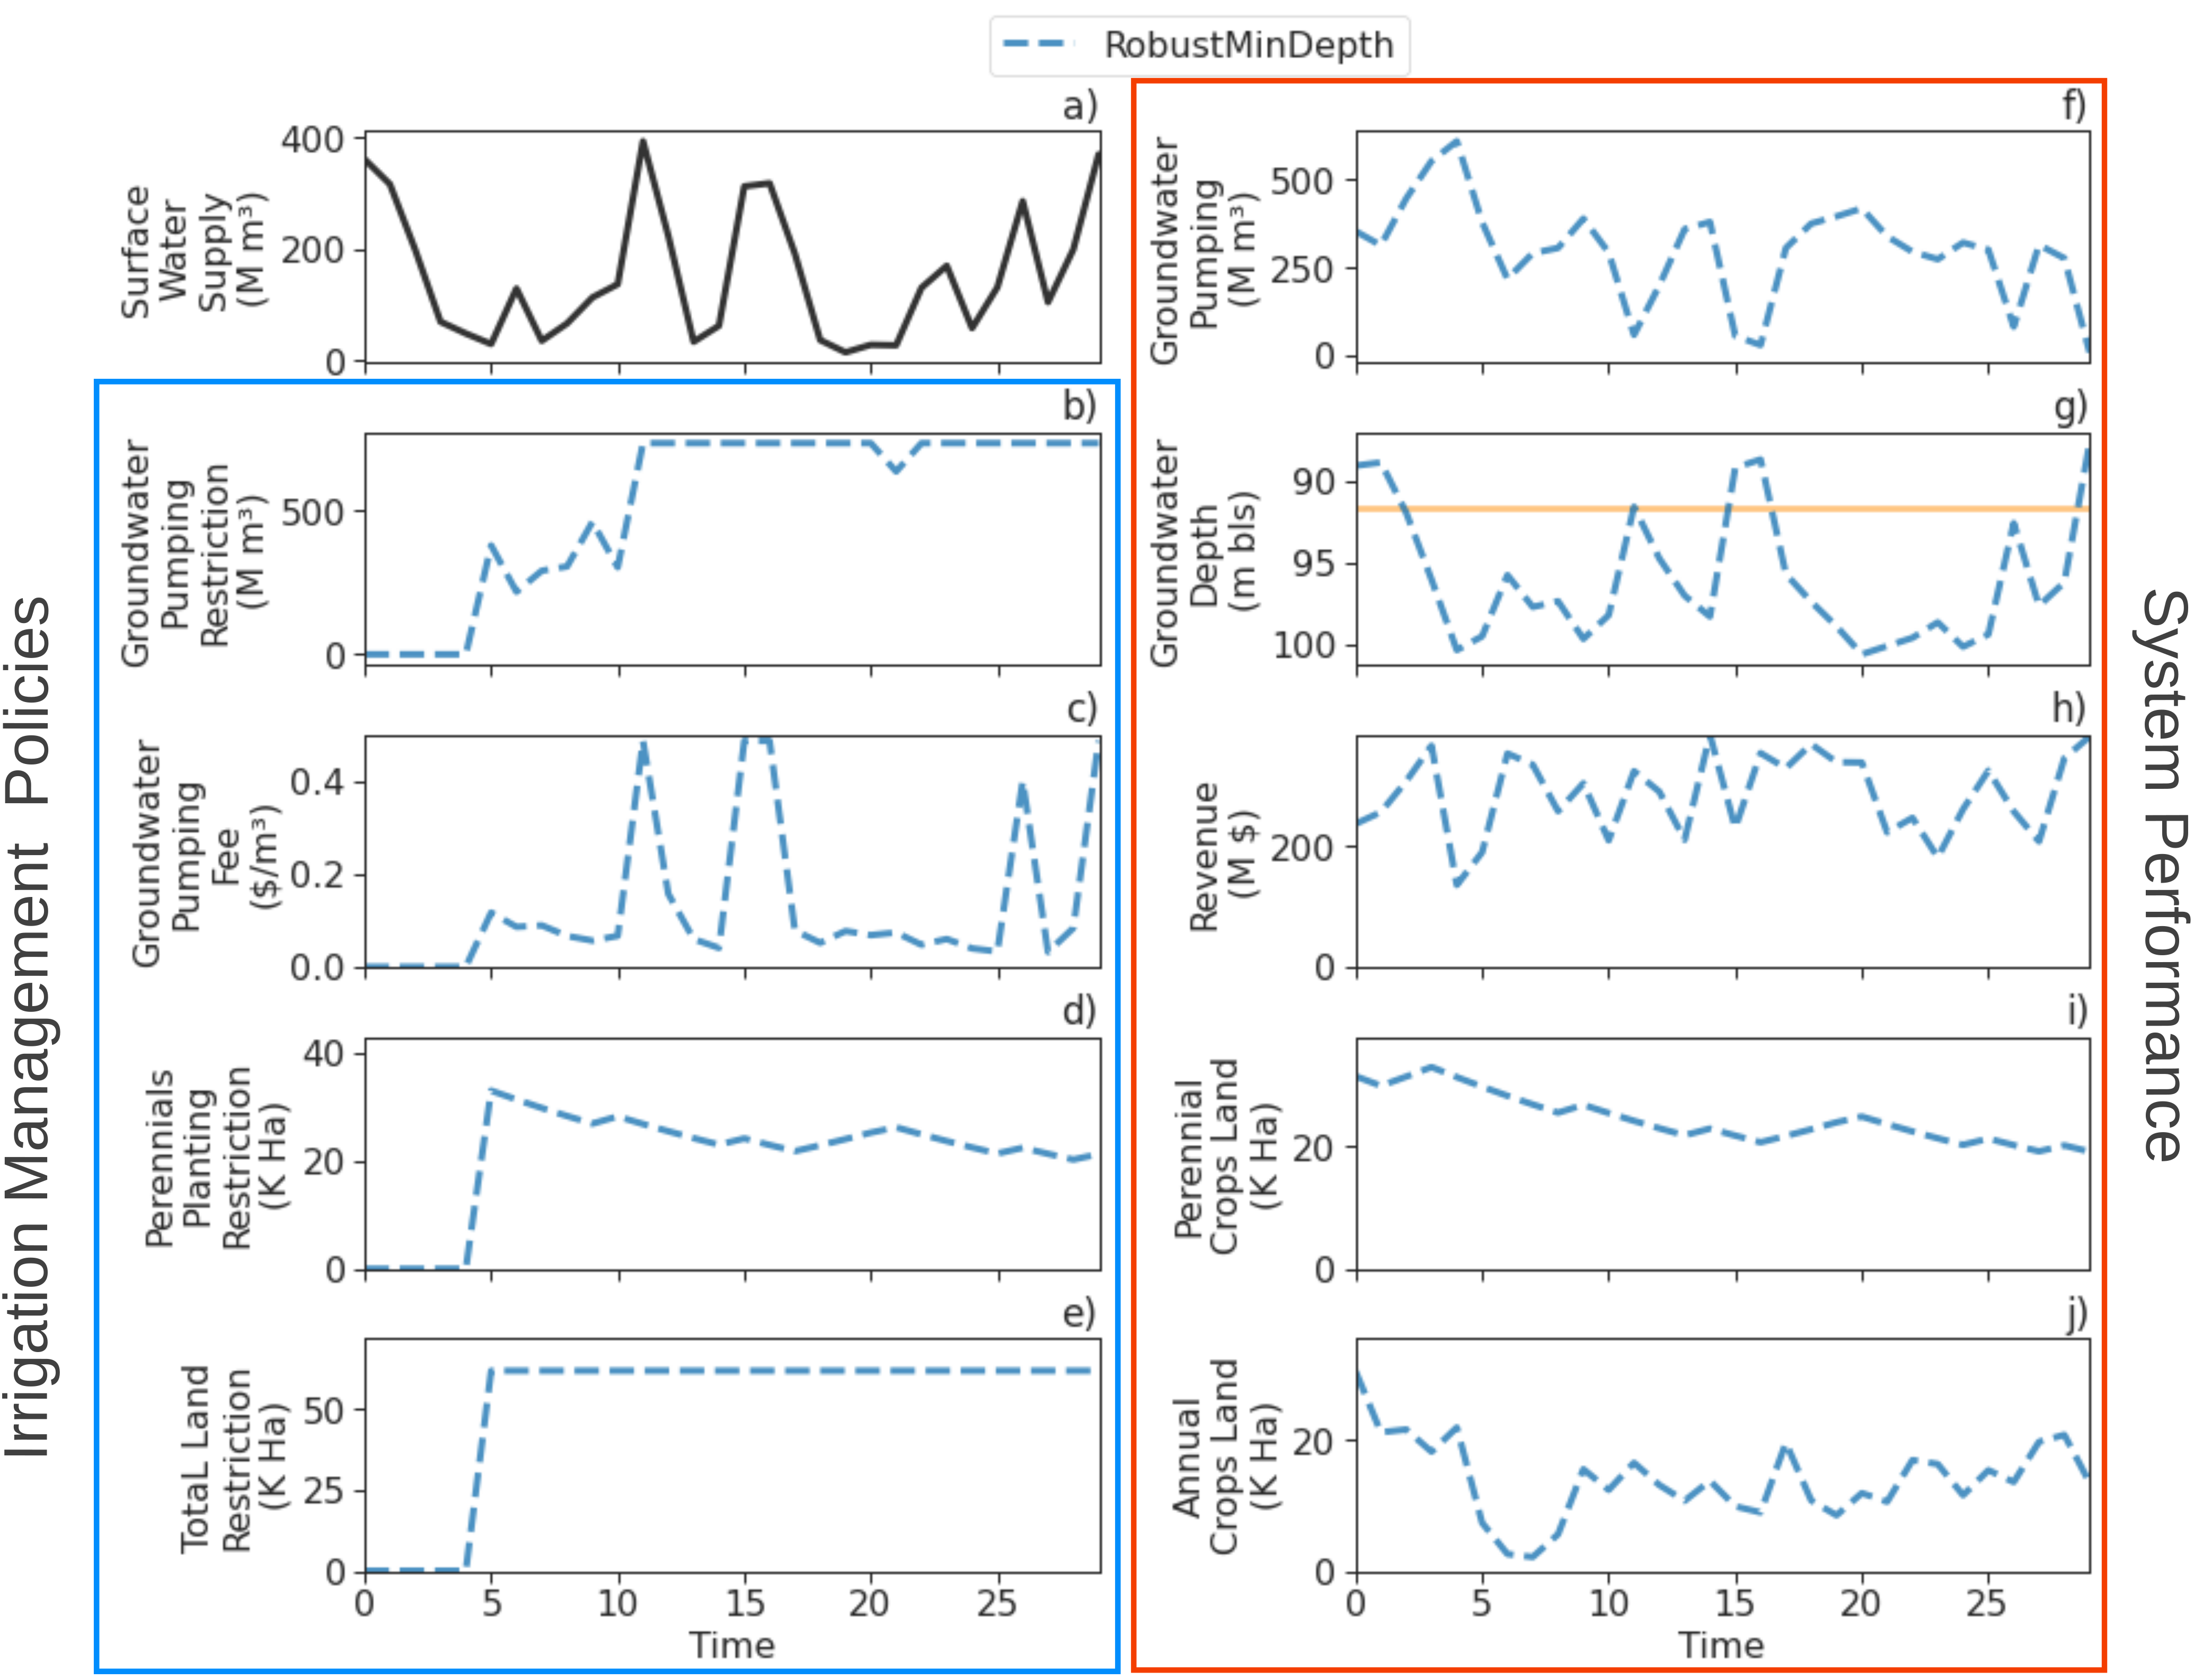 RobustMinDepth
Irrigation Management Policies
a)
Surface
Water
Supply
(M m³)
400
200
0
b)
Groundwater
Pumping
Restriction
(M m³)
500
0
c)
Groundwater
Pumping
Fee
($/m³)
0.4
0.2
0.0
d)
Perennials
Planting
Restriction
(K Ha)
40
20
0
e)
TotaL Land
Restriction
(K Ha)
50
25
0
0 5 10 15 20 25
Time
f)
Groundwater
Pumping
(M m³)
500
250
0
g)
Groundwater
Depth
(m bls)
90
95
100
h)
Revenue
(M $)
200
0
i)
Perennial
Crops Land
(K Ha)
20
0
j)
Annual
Crops Land
(K Ha)
20
0
0 5 10 15 20 25
Time
System Performance